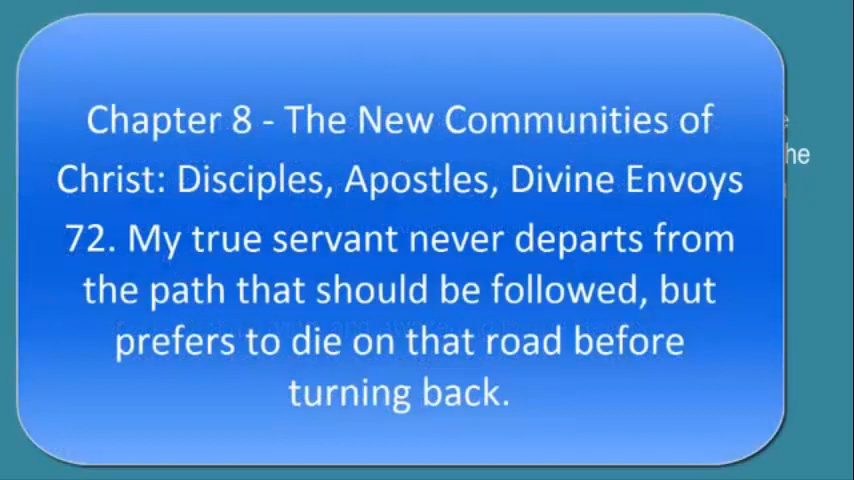 Chapter 8 - The New Communities of
Christ: Disciples, Apostles, Divine Envoys
72. My true servant never departs from
the path that should be followed, but
prefers to die on that road before
turning back.